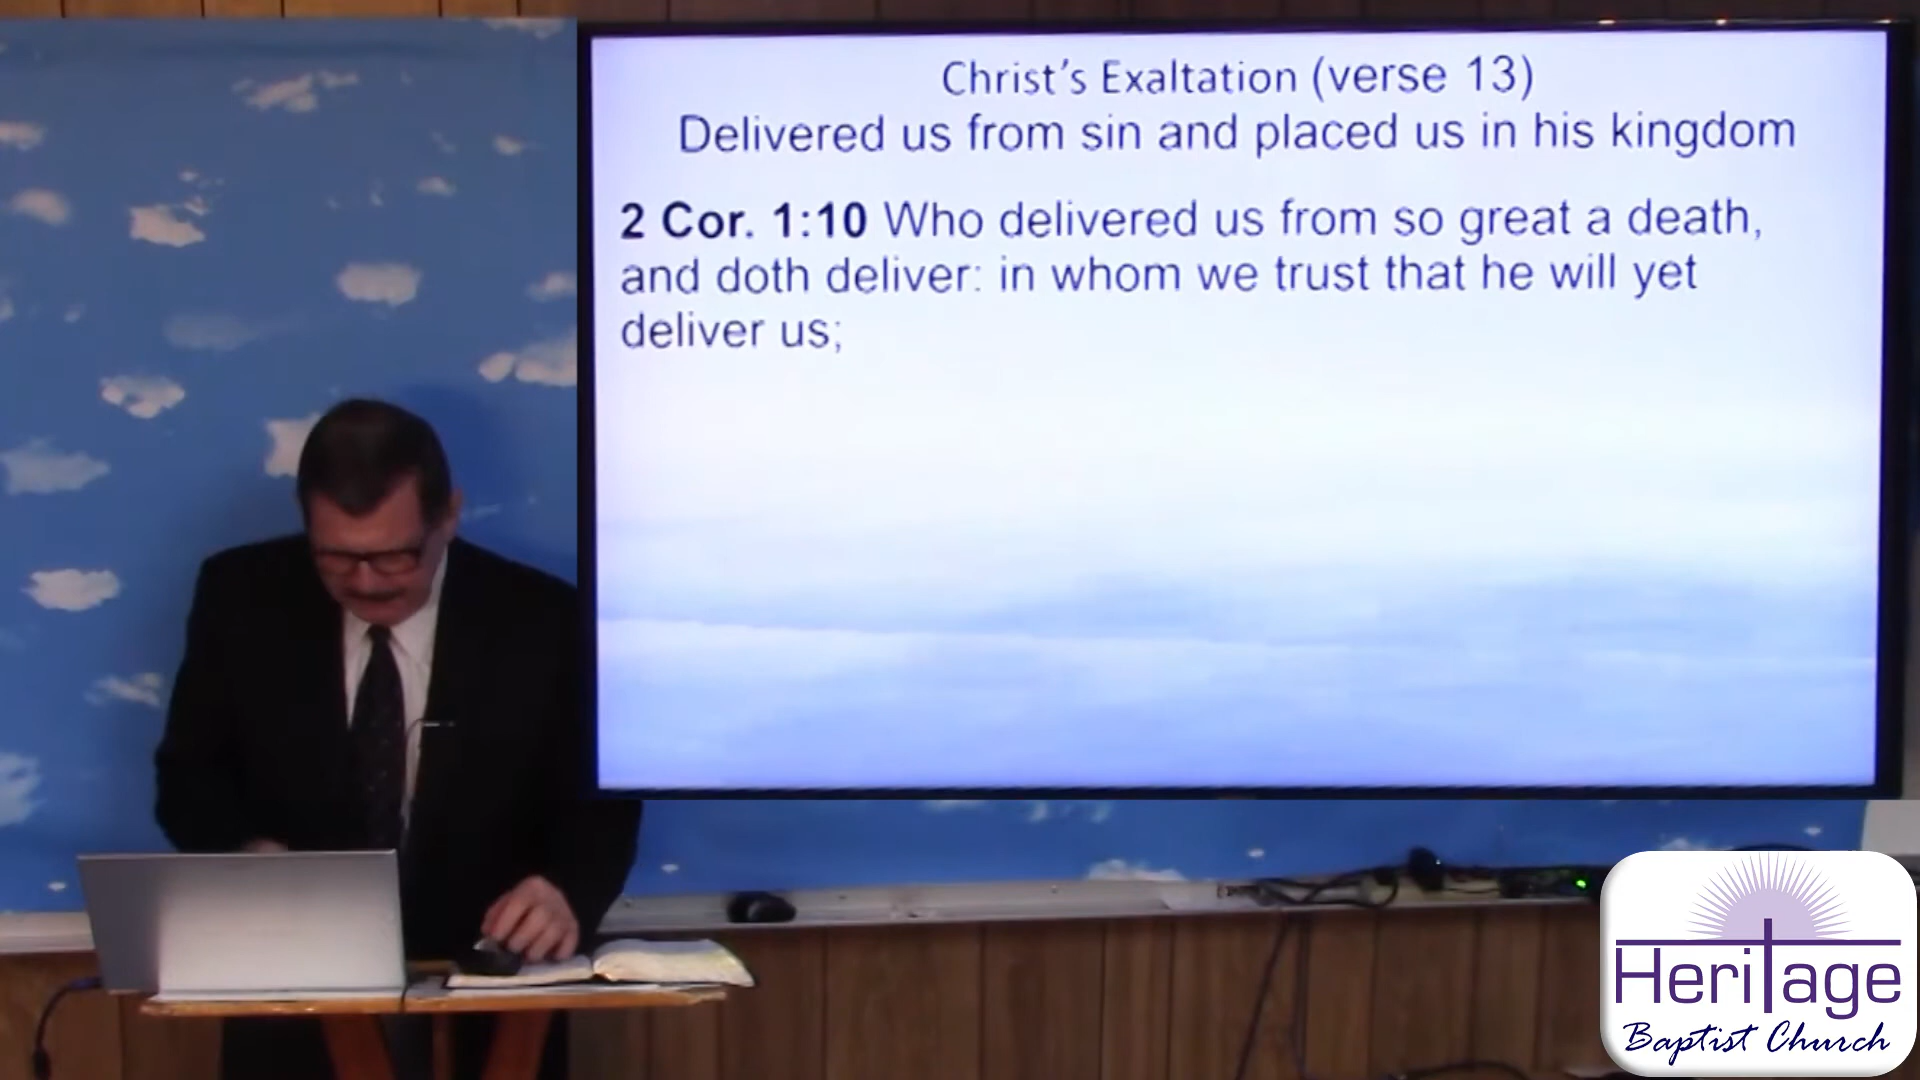 Christ's Exaltation (verse 13)
Delivered us from sin and placed us in his kingdom
2 Cor. 1:10 Who delivered us from so great a death,
and doth deliver: in whom we trust that he will yet
deliver us;
Heritage
Baptist Church